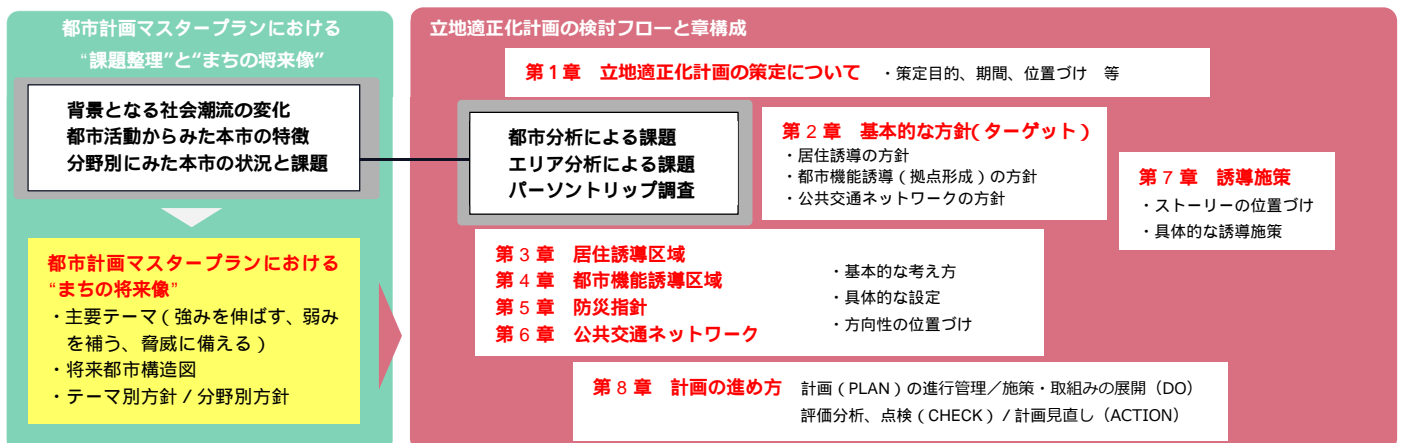 都市計画マスタープランにおける
“課題整理”と“まちの将来像”
背景となる社会潮流の変化
都市活動からみた本市の特徴
分野別にみた本市の状況と課題
都市計画マスタープランにおける
“まちの将来像”
・主要テーマ（強みを伸ばす、弱み
を補う、脅威に備える）
・将来都市構造図
・テーマ別方針 / 分野別方針
立地適正化計画の検討フローと章構成
第１章　立地適正化計画の策定について　・策定目的、期間、位置づけ　等
都市分析による課題
エリア分析による課題
パーソントリップ調査
第２章　基本的な方針（ターゲット）
・居住誘導の方針
・都市機能誘導（拠点形成）の方針
・公共交通ネットワークの方針
第７章　誘導施策
・ストーリーの位置づけ
・具体的な誘導施策
第３章　居住誘導区域
第４章　都市機能誘導区域
第５章　防災指針
第６章　公共交通ネットワーク
・基本的な考え方
・具体的な設定
・方向性の位置づけ
第８章　計画の進め方　計画（PLAN）の進行管理／施策・取組みの展開（DO）
評価分析、点検（CHECK）/ 計画見直し（ACTION）